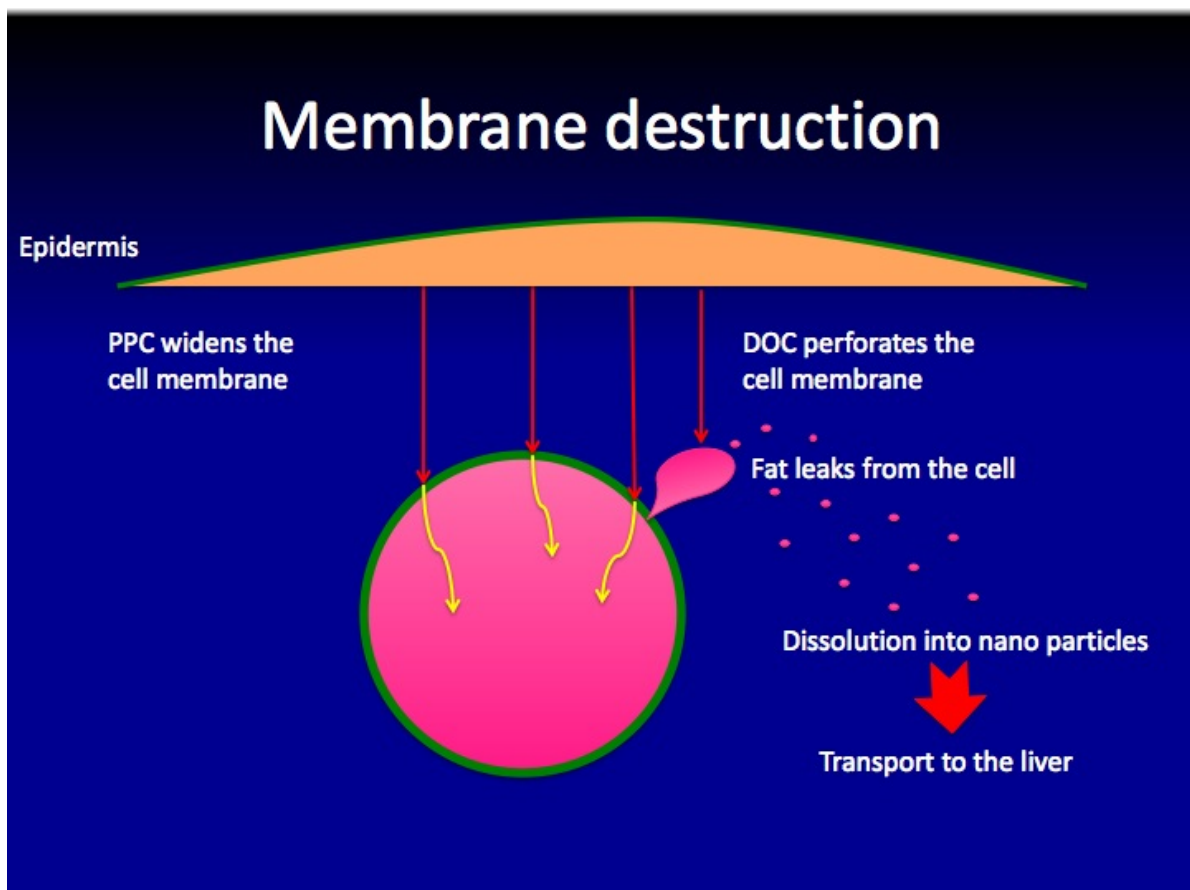 Membrane destruction
Epidermis
PPC widens the
cell membrane
DOC perforates the
cell membrane
Fat leaks from the cell
Dissolution into nano particles
Transport to the liver